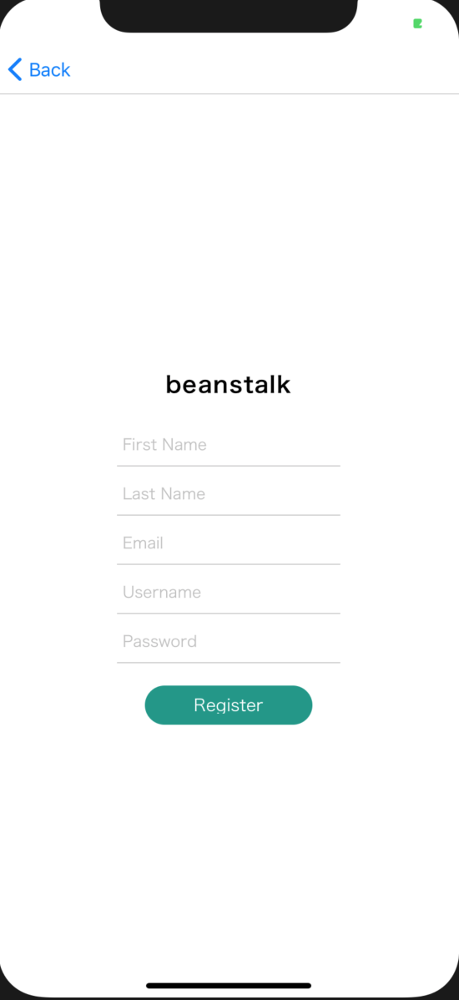 Back
beanstalk
First Name
Last Name
Email
Username
Password
Register